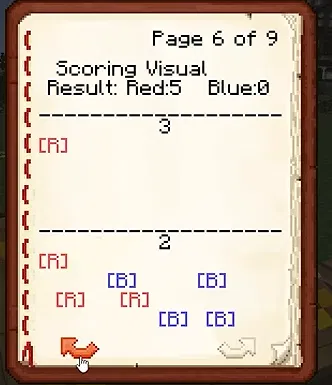 Page 6 of 9
Scoring Visual
Result: Red:5 Blue:0
3
[R]
2
[R]
[B] [B]
[R] [R]
[B] [B]